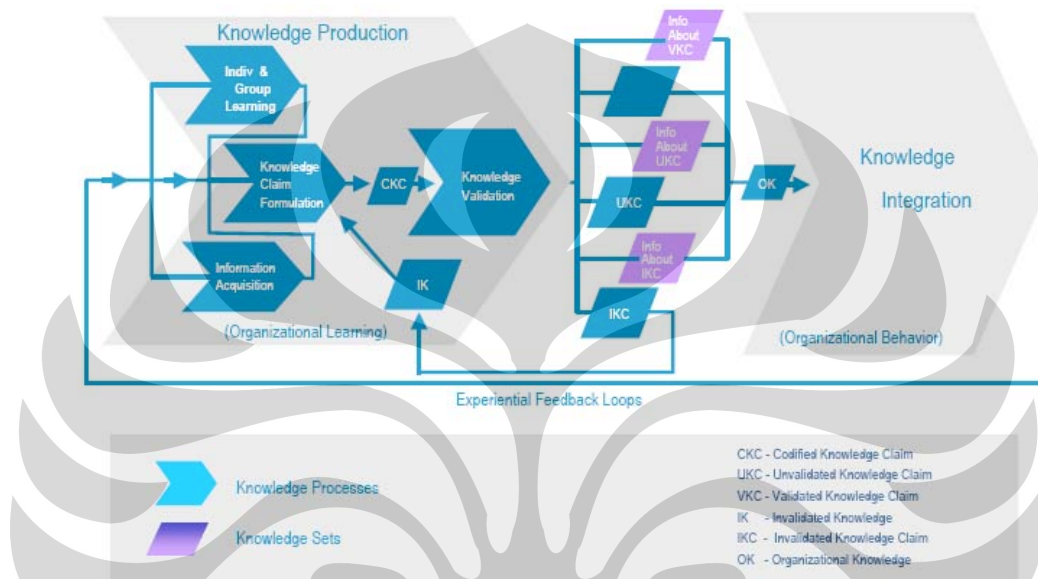 Knowledge Production
Indiv &
Group
Learning
Knowledge
Claim
Formulation
CKC
Knowledge
Validation
Information
Acquisition
IK
(Organizational Learning)
Info
About
VKC
Info
About
UKC
UKC
Info
About
IKC
IKC
OK
Knowledge
Integration
(Organizational Behavior)
Experiential Feedback Loops
Knowledge Processes
Knowledge Sets
CKC - Codified Knowledge Claim
UKC - Unvalidated Knowledge Claim
VKC - Validated Knowledge Claim
IK - Invalidated Knowledge
IKC - Invalidated Knowledge Claim
OK - Organizational Knowledge